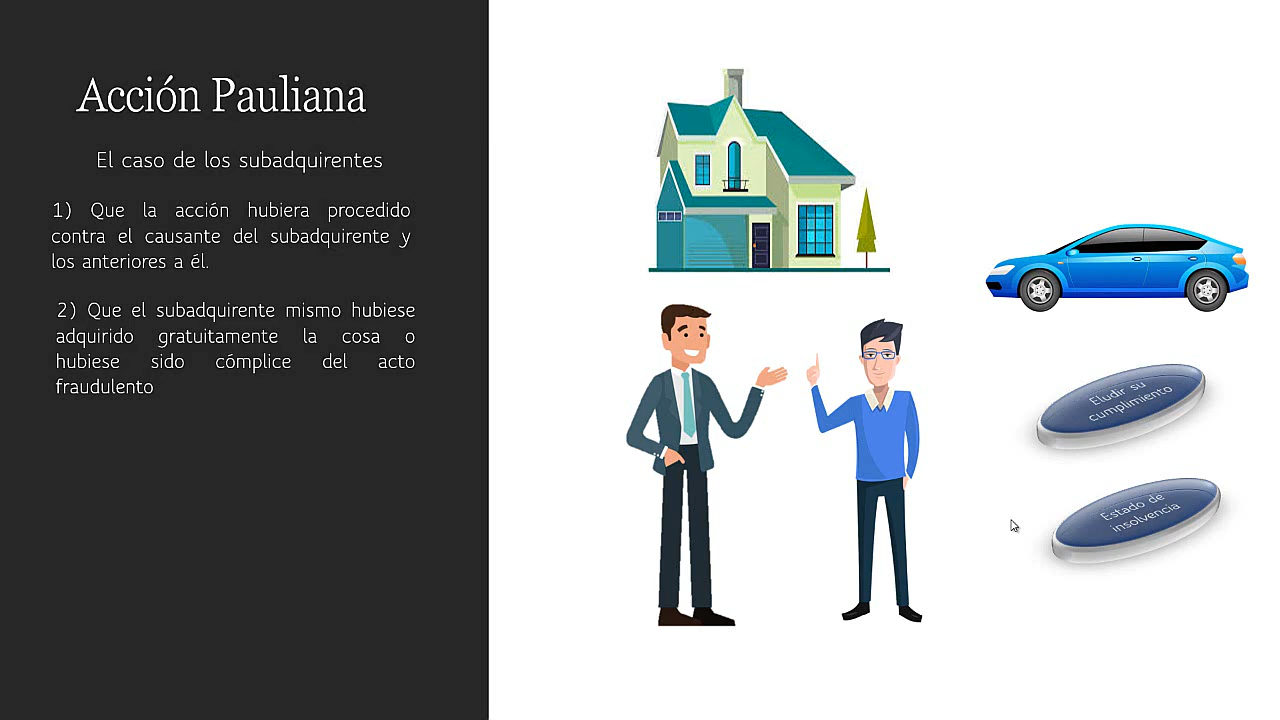 Acción Pauliana
El caso de los subadquirentes
1) Que la acción hubiera procedido
contra el causante del subadquirente y
los anteriores a él.
2) Que el subadquirente mismo hubiese
adquirido gratuitamente la cosa o
hubiese sido cómplice del acto
fraudulento
Eludir su
cumplimiento
Estado de
insolvencia